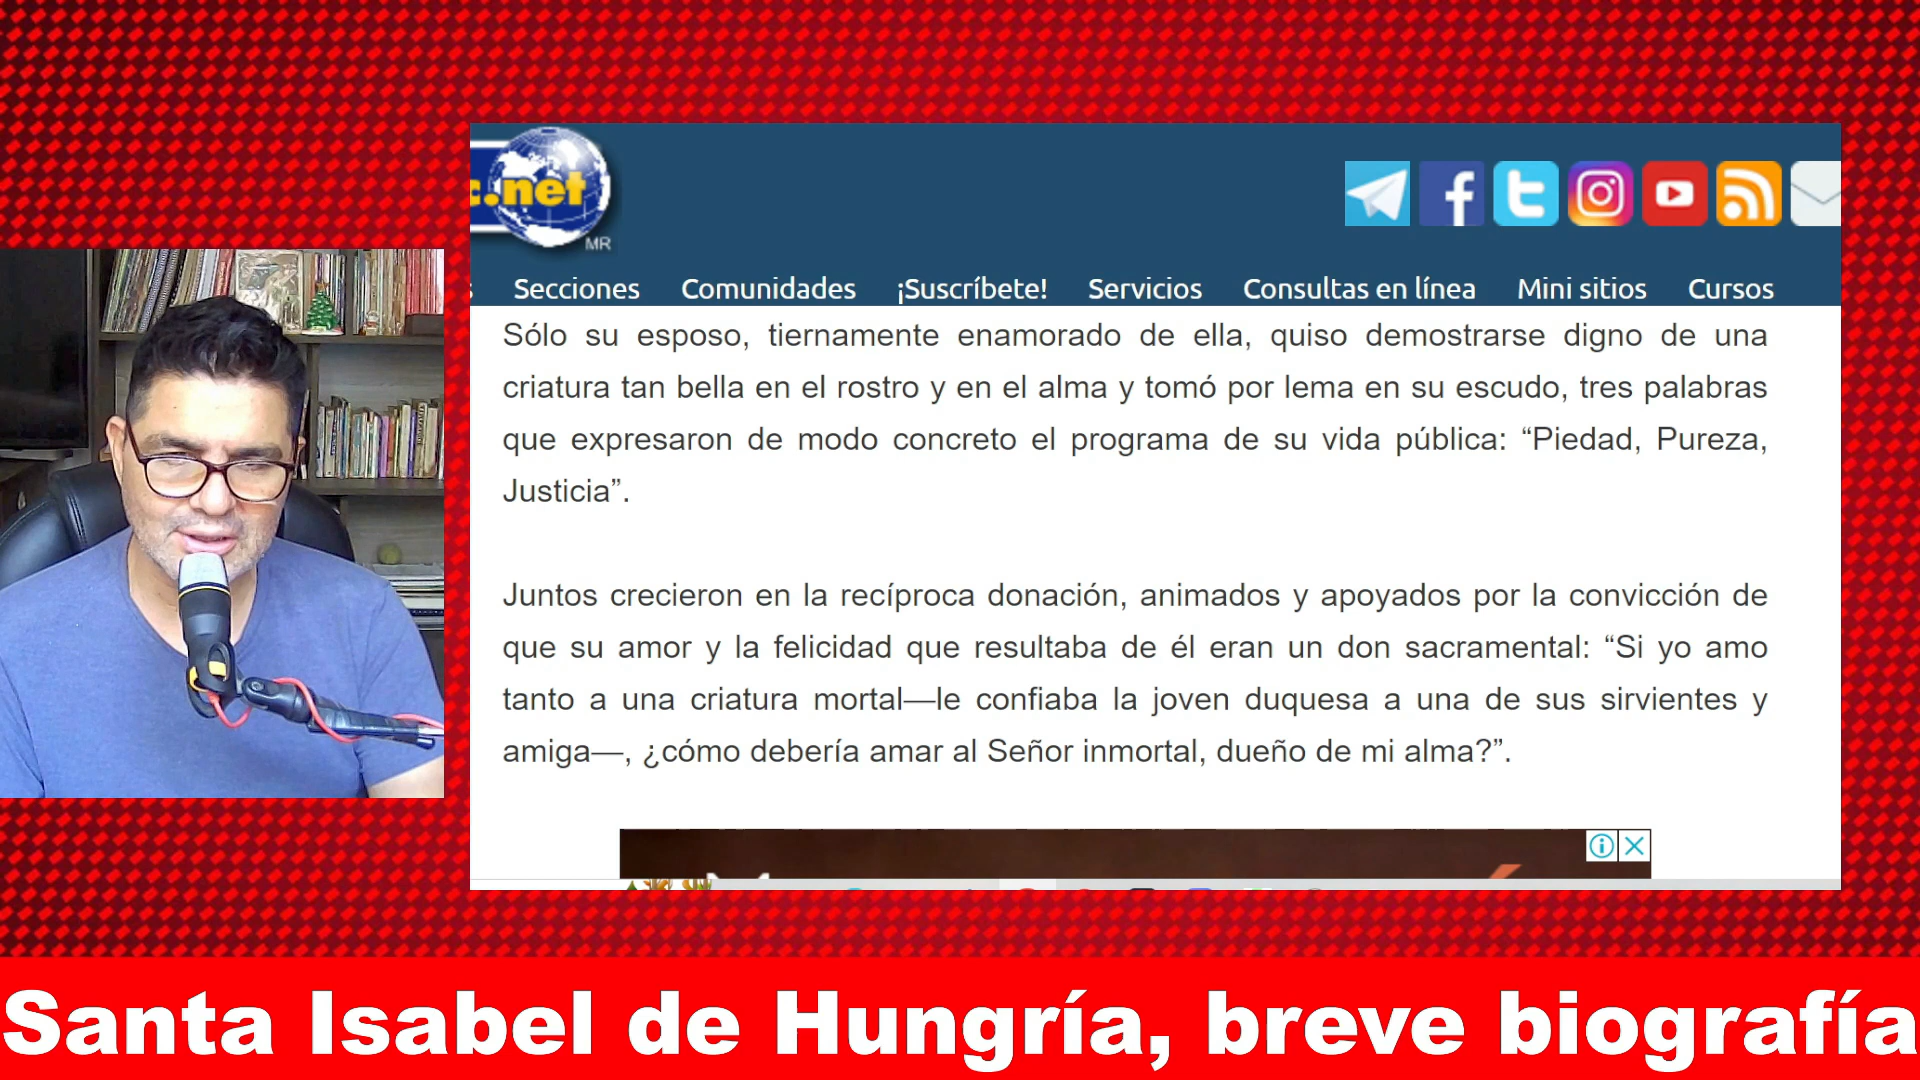 c.net
MR
Secciones Comunidades ¡Suscríbete! Servicios Consultas en línea Mini sitios Cursos
Sólo su esposo, tiernamente enamorado de ella, quiso demostrarse digno de una
criatura tan bella en el rostro y en el alma y tomó por lema en su escudo, tres palabras
que expresaron de modo concreto el programa de su vida pública: “Piedad, Pureza,
Justicia”.
Juntos crecieron en la recíproca donación, animados y apoyados por la convicción de
que su amor y la felicidad que resultaba de él eran un don sacramental: “Si yo amo
tanto a una criatura mortal—le confiaba la joven duquesa a una de sus sirvientes y
amiga—, ¿cómo debería amar al Señor inmortal, dueño de mi alma?”.
Santa Isabel de Hungría, breve biografía